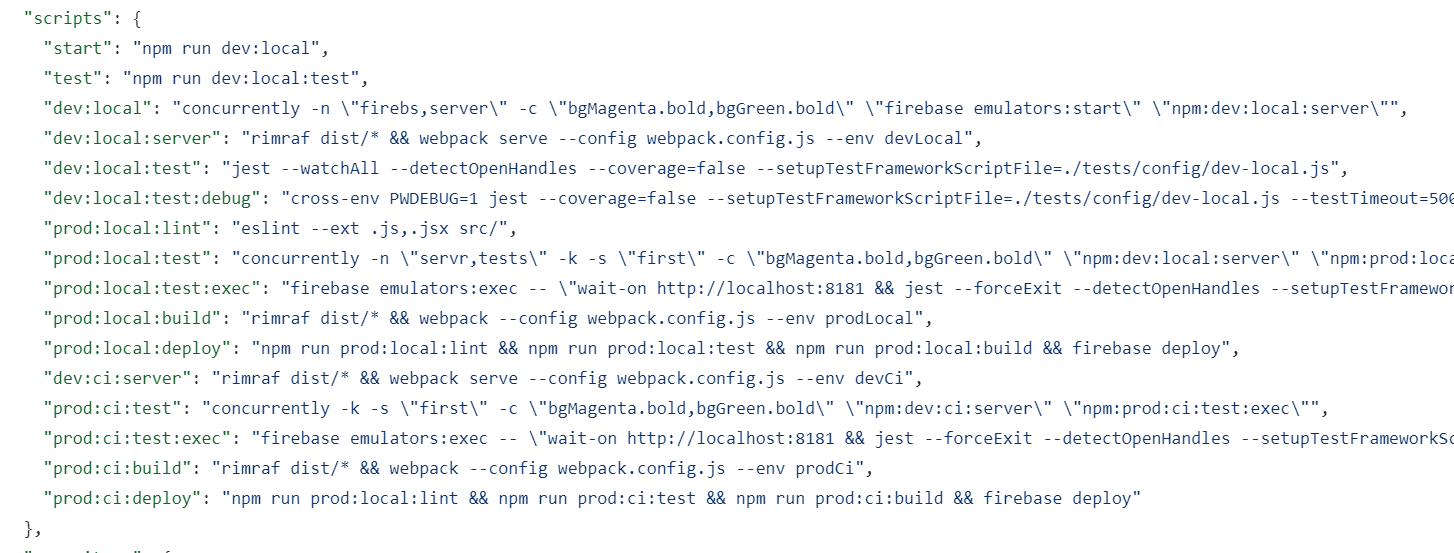 "scripts": {
"start": "npm run dev:local",
"test": "npm run dev:local:test",
"dev:local": "concurrently -n \"firebs,server\" -c \"bgMagenta.bold,bgGreen.bold\" \"firebase emulators:start\" \"npm:dev:local:server\"",
"dev:local:server": "rimraf dist/* && webpack serve --config webpack.config.js --env devLocal",
"dev:local:test": "jest --watchAll --detectOpenHandles --coverage=false --setupTestFrameworkScriptFile=./tests/config/dev-local.js",
"dev:local:test:debug": "cross-env PWDEBUG=1 jest --coverage=false --setupTestFrameworkScriptFile=./tests/config/dev-local.js --testTimeout=500
"prod:local:lint": "eslint --ext .js,.jsx src/",
"prod:local:test": "concurrently -n \"servr,tests\" -k -s \"first\" -c \"bgMagenta.bold,bgGreen.bold\" \"npm:dev:local:server\" \"npm:prod:loca
"prod:local:test:exec": "firebase emulators:exec -- \"wait-on http://localhost:8181 && jest --forceExit --detectOpenHandles --setupTestFramewor
"prod:local:build": "rimraf dist/* && webpack --config webpack.config.js --env prodLocal",
"prod:local:deploy": "npm run prod:local:lint && npm run prod:local:test && npm run prod:local:build && firebase deploy",
"dev:ci:server": "rimraf dist/* && webpack serve --config webpack.config.js --env devCi",
"prod:ci:test": "concurrently -k -s \"first\" -c \"bgMagenta.bold,bgGreen.bold\" \"npm:dev:ci:server\" \"npm:prod:ci:test:exec\"",
"prod:ci:test:exec": "firebase emulators:exec -- \"wait-on http://localhost:8181 && jest --forceExit --detectOpenHandles --setupTestFrameworkSc
"prod:ci:build": "rimraf dist/* && webpack --config webpack.config.js --env prodCi",
"prod:ci:deploy": "npm run prod:local:lint && npm run prod:ci:test && npm run prod:ci:build && firebase deploy"
},